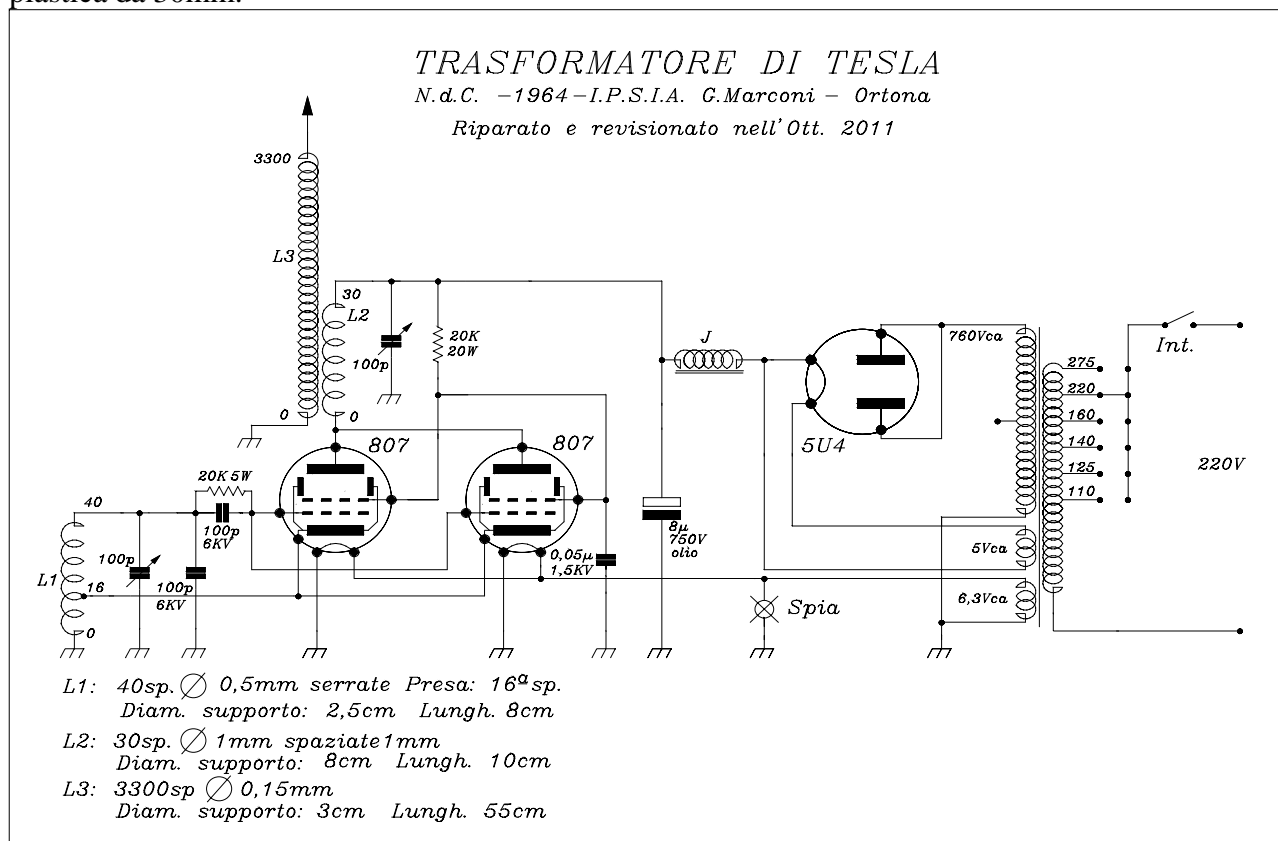 plastica da 50mm.
TRASFORMATORE DI TESLA
N.d.C. -1964-I.P.S.I.A. G.Marconi - Ortona
Riparato e revisionato nell'Ott. 2011
3300
L3
0
30
L2
0
100p
20K
20W
J
760Vca
5U4
275
220
160
140
125
110
Int.
220V
807
807
20K 5W
40
100p
6KV
100p
100p
6KV
L1
16
0
0,05µ
1,5KV
8µ
750V
olio
Spia
5Vca
6,3Vca
L1: 40sp. ∅ 0,5mm serrate Presa: 16ª sp.
Diam. supporto: 2,5cm Lungh. 8cm
L2: 30sp. ∅ 1mm spaziate1mm
Diam. supporto: 8cm Lungh. 10cm
L3: 3300sp ∅ 0,15mm
Diam. supporto: 3cm Lungh. 55cm